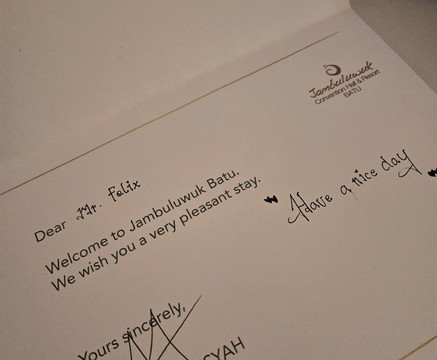 Jambuluwuk
Convention Hall & Resort
BATU
Dear Mr. Felix
Welcome to Jambuluwuk Batu.
We wish you a very pleasant stay.
Have a nice day
Yours sincerely,
SYAH